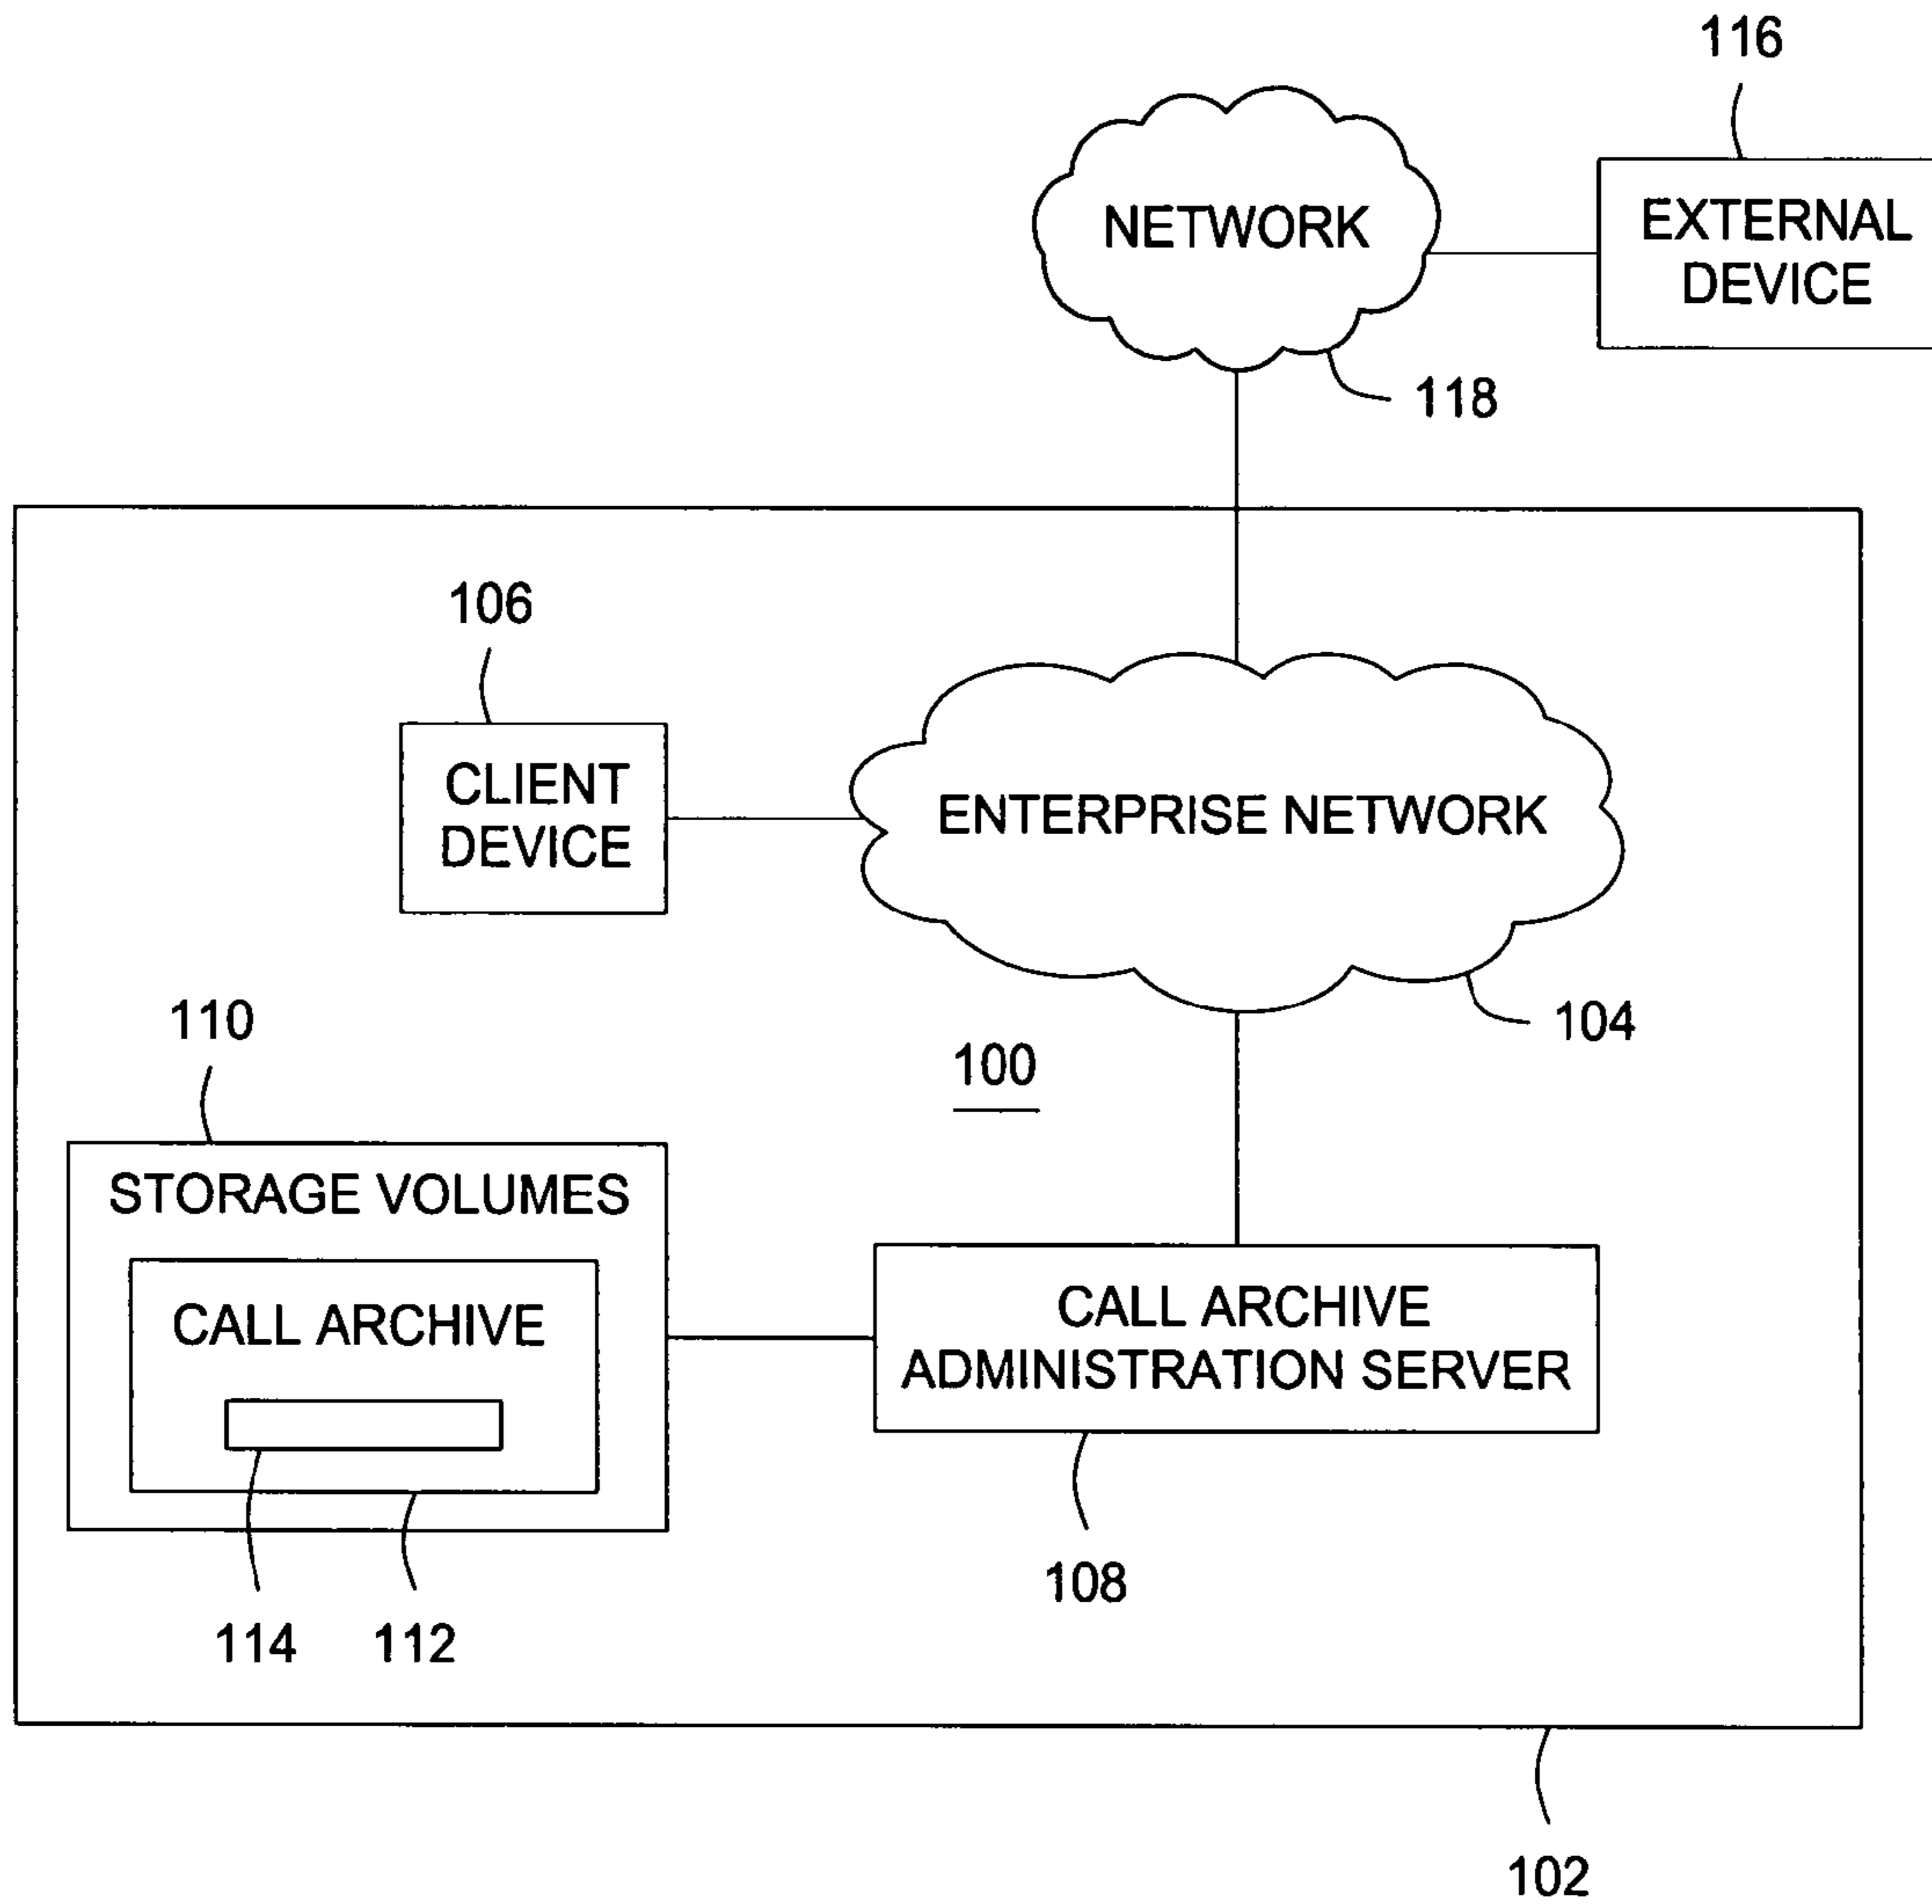 116
NETWORK
EXTERNAL
DEVICE
118
106
CLIENT
DEVICE
ENTERPRISE NETWORK
104
110
100
STORAGE VOLUMES
CALL ARCHIVE
CALL ARCHIVE
ADMINISTRATION SERVER
108
114
112
102